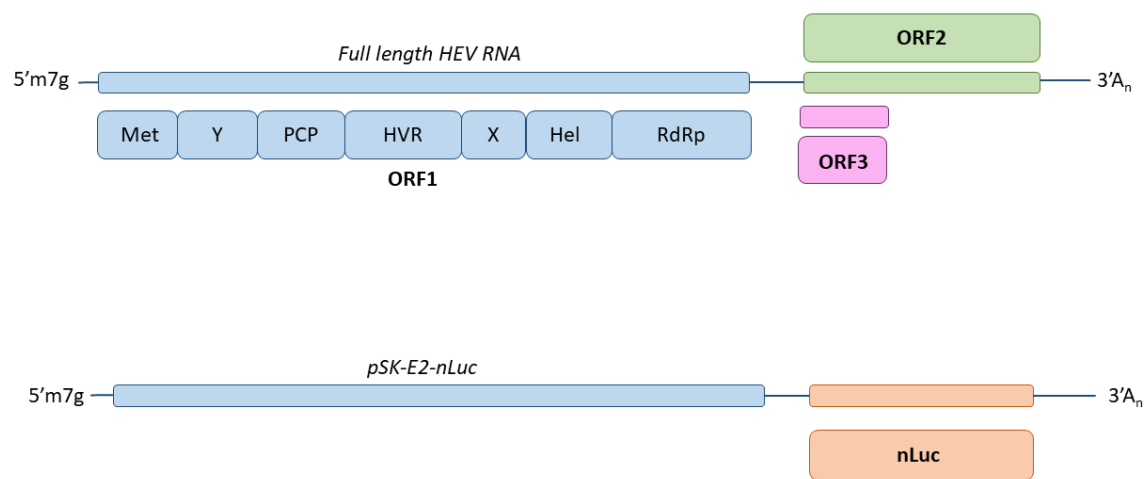 ORF2
Full length HEV RNA
5'm7g
3'An
Met Y PCP HVR X Hel RdRp
ORF3
ORF1
pSK-E2-nLuc
5'm7g
3'An
nLuc